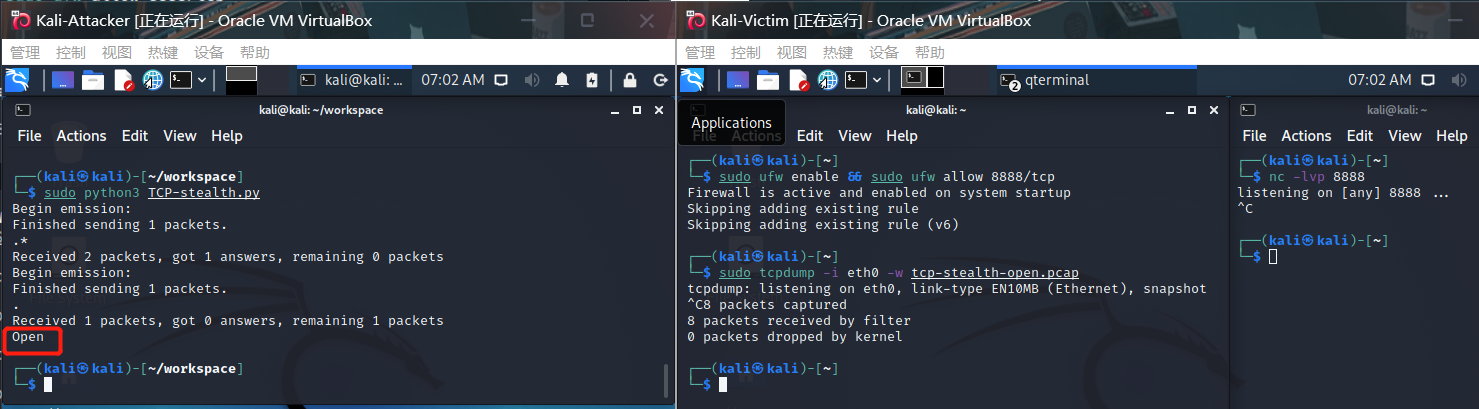 Kali-Attacker [正在运行] - Oracle VM VirtualBox
管理 控制 视图 热键 设备 帮助
kali@kali: ... 07:02 AM
kali@kali: ~/workspace
File Actions Edit View Help
┌──(kali㉿kali)-[~/workspace]
└─$ sudo python3 TCP-stealth.py
Begin emission:
Finished sending 1 packets.
.*
Received 2 packets, got 1 answers, remaining 0 packets
Begin emission:
Finished sending 1 packets.
.
Received 1 packets, got 0 answers, remaining 1 packets
Open
┌──(kali㉿kali)-[~/workspace]
└─$
Kali-Victim [正在运行] - Oracle VM VirtualBox
管理 控制 视图 热键 设备 帮助
2 qterminal 07:02 AM
kali@kali: ~
Applications
File Actions Edit View Help
┌──(kali㉿kali)-[~]
└─$ sudo ufw enable && sudo ufw allow 8888/tcp
Firewall is active and enabled on system startup
Skipping adding existing rule
Skipping adding existing rule (v6)
┌──(kali㉿kali)-[~]
└─$ sudo tcpdump -i eth0 -w tcp-stealth-open.pcap
tcpdump: listening on eth0, link-type EN10MB (Ethernet), snapshot
^C8 packets captured
8 packets received by filter
0 packets dropped by kernel
┌──(kali㉿kali)-[~]
└─$
kali@kali: ~
File Actions Edit View Help
┌──(kali㉿kali)-[~]
└─$ nc -lvp 8888
listening on [any] 8888 ...
^C
┌──(kali㉿kali)-[~]
└─$